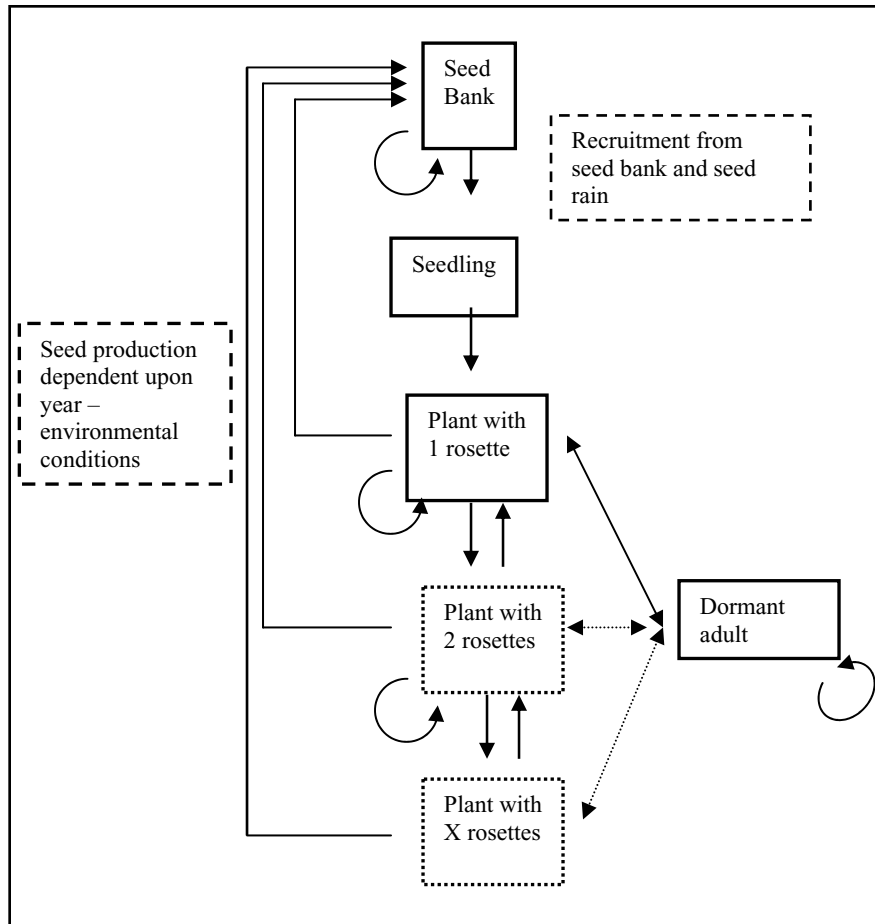 Seed
Bank
Recruitment from
seed bank and seed
rain
Seedling
Seed production
dependent upon
year –
environmental
conditions
Plant with
1 rosette
Plant with
2 rosettes
Dormant
adult
Plant with
X rosettes